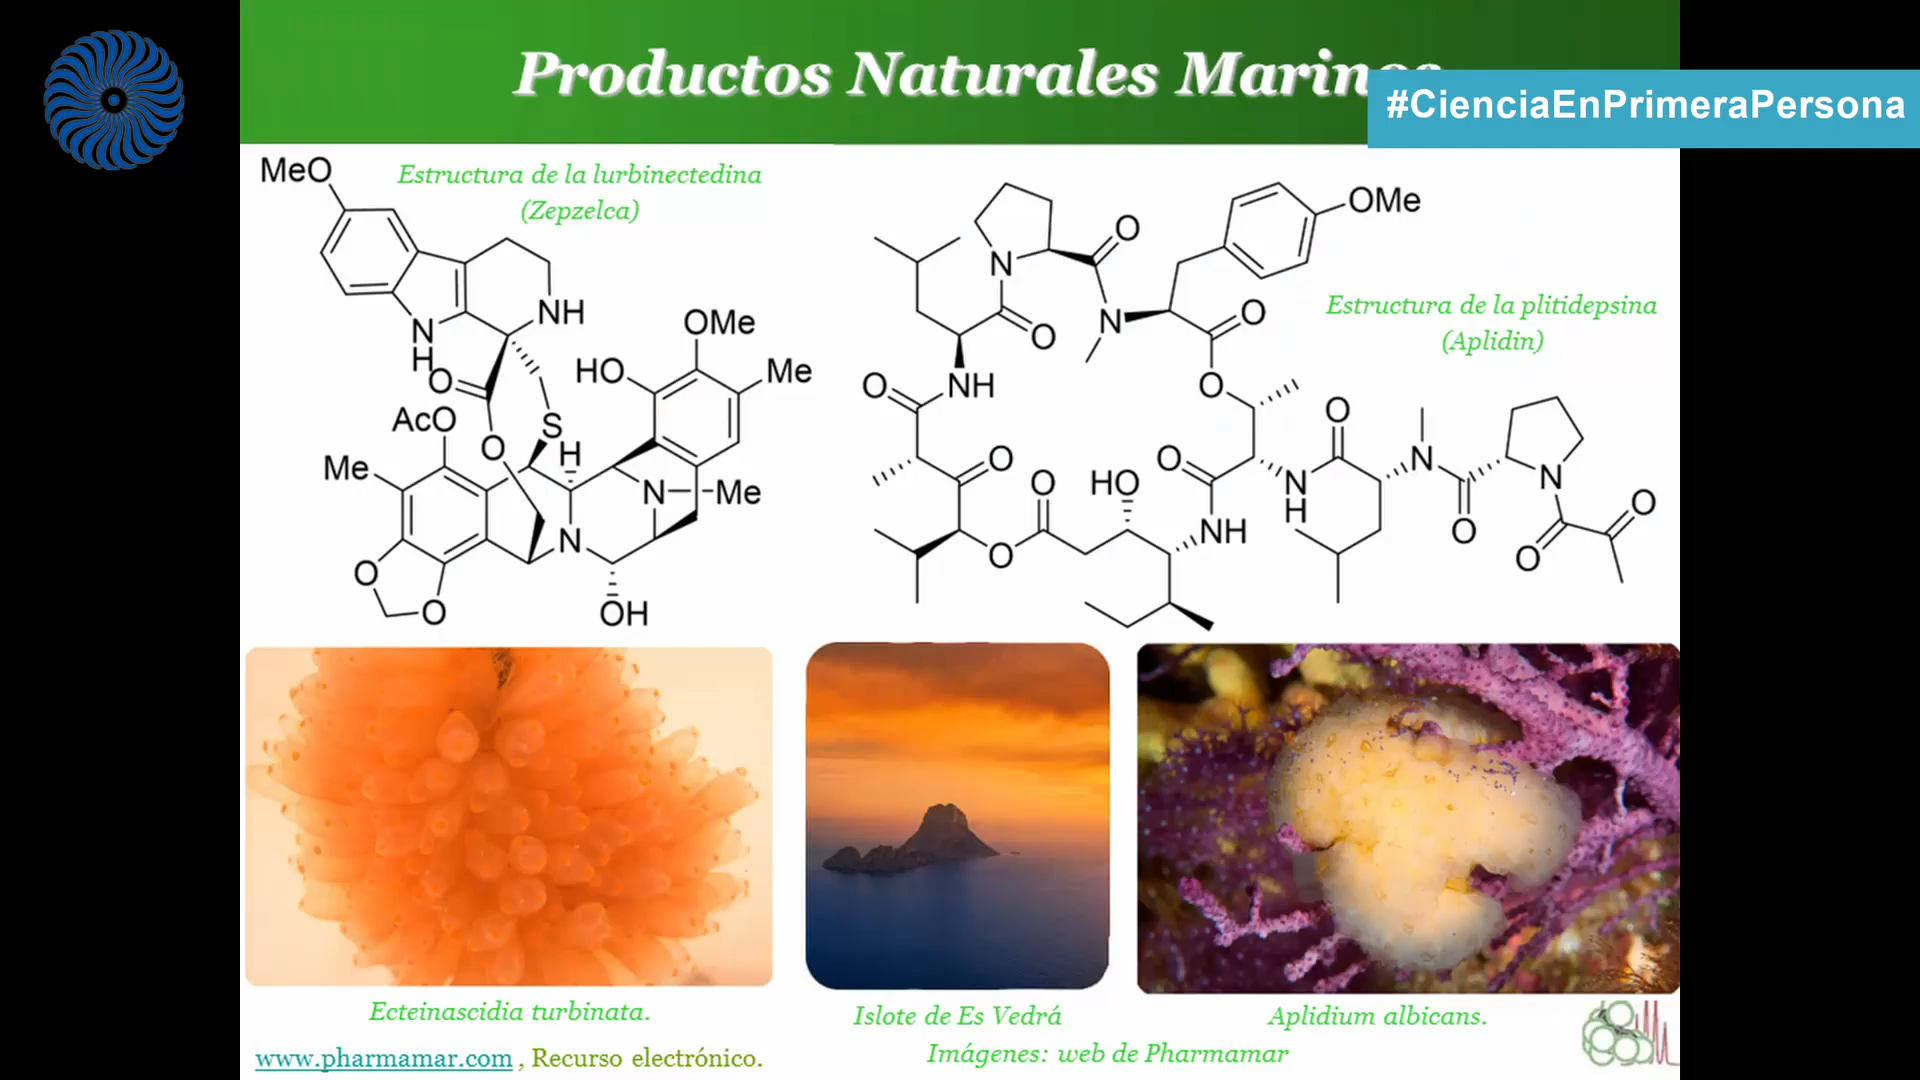 Productos Naturales Marinos
#CienciaEnPrimeraPersona
Estructura de la lurbinectedina
(Zepzelca)
MeO
NH
N
H
O
AcO
O
S
H
HO
OMe
Me
Me
N
Me
N
O
O
OH
Estructura de la plitidepsina
(Aplidin)
OMe
O
N
O
N
O
O
NH
O
O
O
O
HO
O
NH
N
H
O
N
O
N
O
O
Ecteinascidia turbinata.
Islote de Es Vedrá
Aplidium albicans.
www.pharmamar.com , Recurso electrónico.
Imágenes: web de Pharmamar